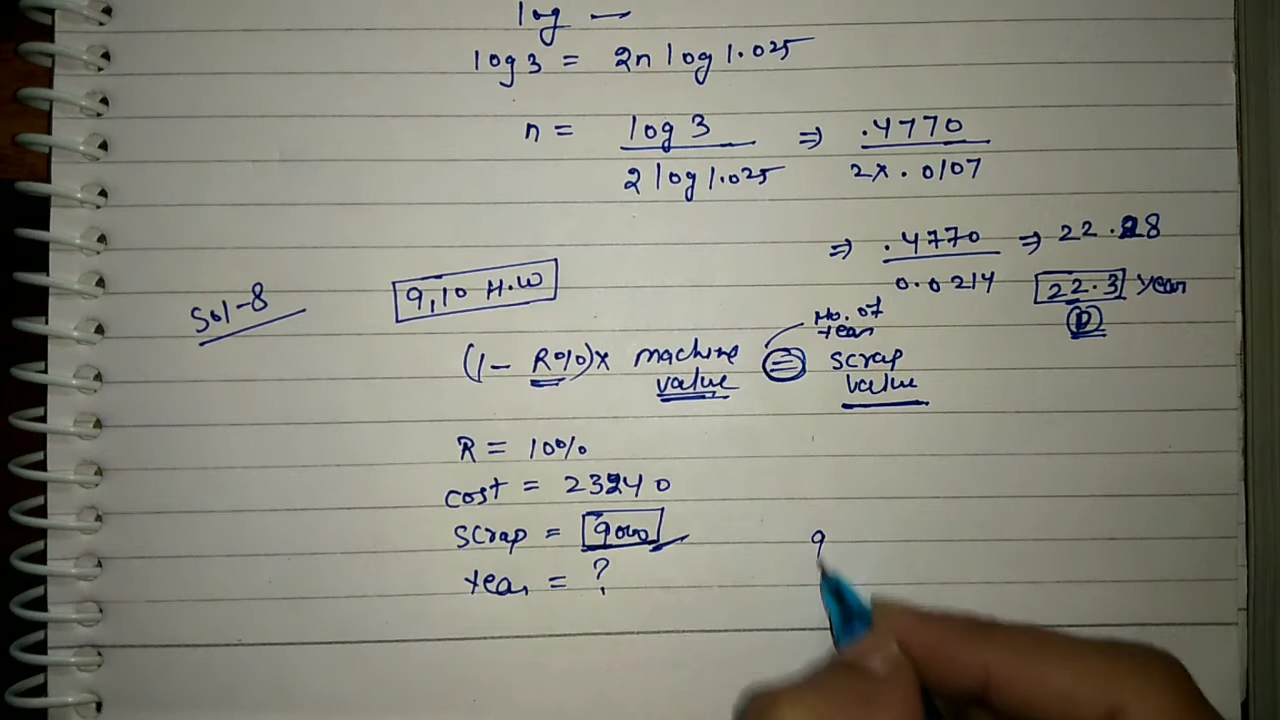 log —
log 3 = 2n log 1.025
n = log 3 / 2 log 1.025 ⇒ .4770 / 2x.0107
⇒ .4770 / 0.0214 ⇒ 22.28
22.3 year
(D)
Sol-8
9,10 H.W
(1 - R%) x machine value = scrap value
No. of year
R = 10%
cost = 23240
scrap = 9000
year = ?
9